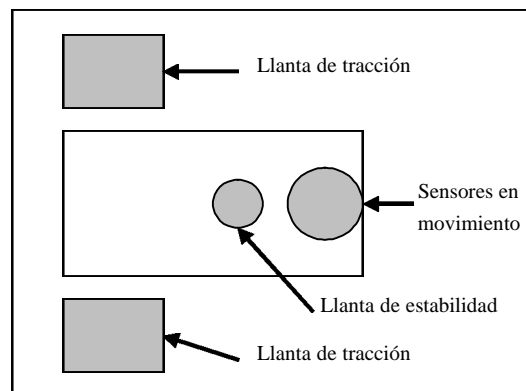 Llanta de tracción
Sensores en
movimiento
Llanta de estabilidad
Llanta de tracción